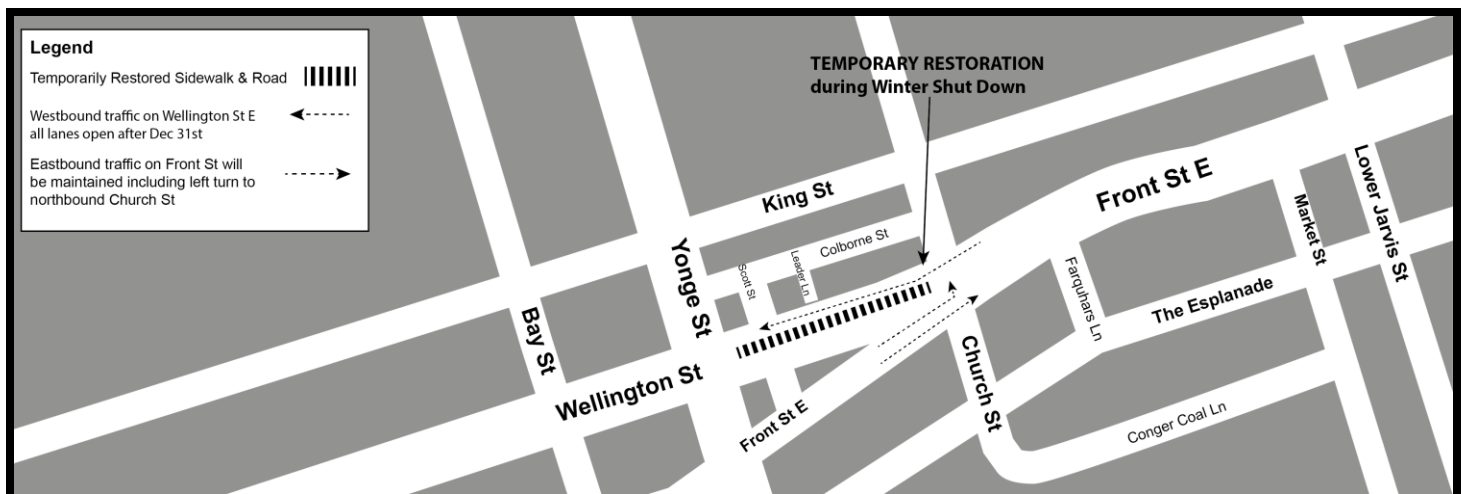 Legend
Temporarily Restored Sidewalk & Road
Westbound traffic on Wellington St E
all lanes open after Dec 31st
Eastbound traffic on Front St will
be maintained including left turn to
northbound Church St
TEMPORARY RESTORATION
during Winter Shut Down
King St
Front St E
Lower Jarvis St
Market St
Colborne St
Yonge St
Scott St
Leader Ln
Farquhars Ln
The Esplanade
Bay St
Wellington St
Church St
Front St E
Conger Coal Ln